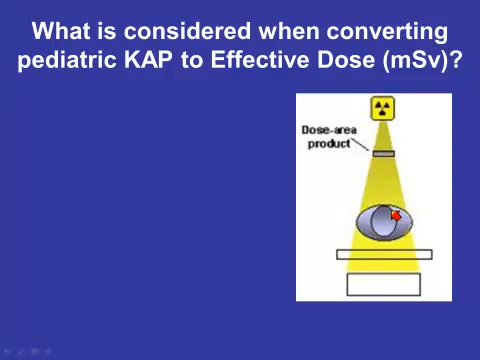 What is considered when converting
pediatric KAP to Effective Dose (mSv)?
Dose-area
product